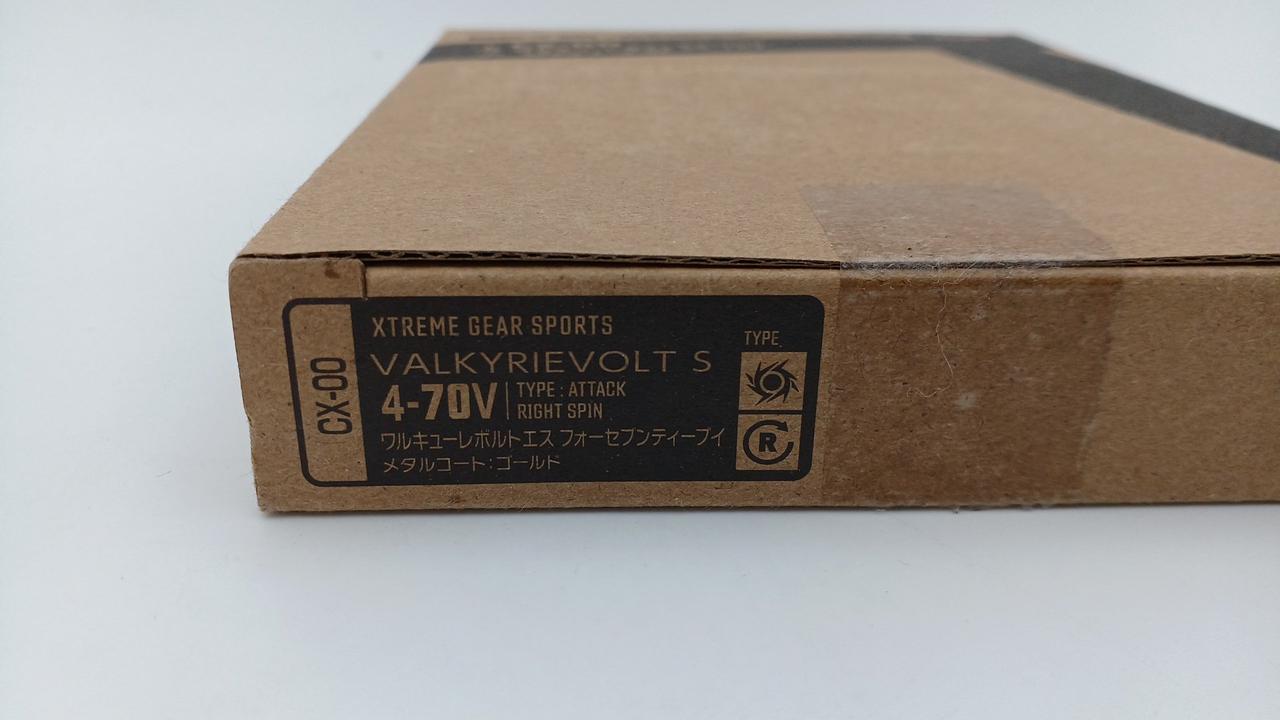 CX-00
XTREME GEAR SPORTS
VALKYRIEVOLT S
4-70V
TYPE : ATTACK
RIGHT SPIN
ワルキューレボルトエス フォーセブンティーブイ
メタルコート:ゴールド
TYPE
R